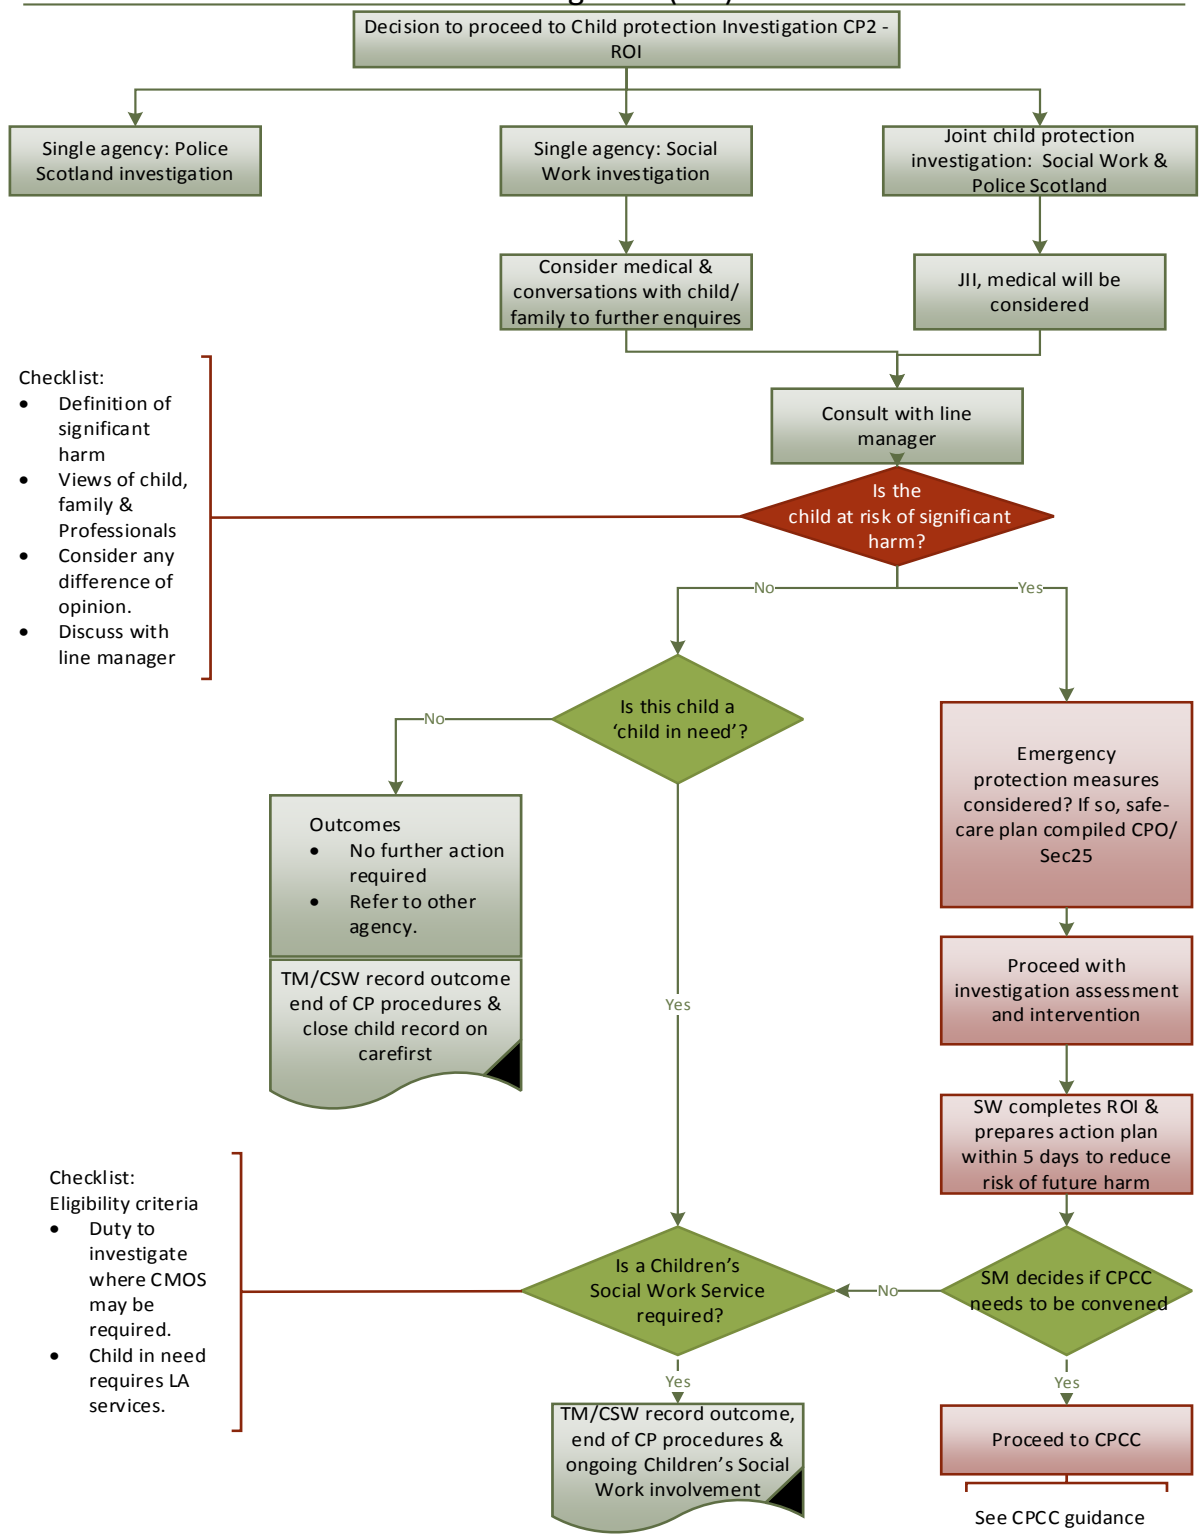 Decision to proceed to Child protection Investigation CP2 -
ROI
Single agency: Police
Scotland investigation
Single agency: Social
Work investigation
Joint child protection
investigation: Social Work &
Police Scotland
Consider medical &
conversations with child/
family to further enquires
JII, medical will be
considered
Consult with line
manager
Checklist:
• Definition of
significant
harm
• Views of child,
family &
Professionals
• Consider any
difference of
opinion.
• Discuss with
line manager
Is the
child at risk of significant
harm?
No
Yes
Is this child a
‘child in need’?
No
Emergency
protection measures
considered? If so, safe-
care plan compiled CPO/
Sec25
Outcomes
• No further action
required
• Refer to other
agency.
TM/CSW record outcome
end of CP procedures &
close child record on
carefirst
Yes
Proceed with
investigation assessment
and intervention
SW completes ROI &
prepares action plan
within 5 days to reduce
risk of future harm
Checklist:
Eligibility criteria
• Duty to
investigate
where CMOS
may be
required.
• Child in need
requires LA
services.
Is a Children’s
Social Work Service
required?
No
SM decides if CPCC
needs to be convened
Yes
Yes
TM/CSW record outcome,
end of CP procedures &
ongoing Children’s Social
Work involvement
Proceed to CPCC
See CPCC guidance